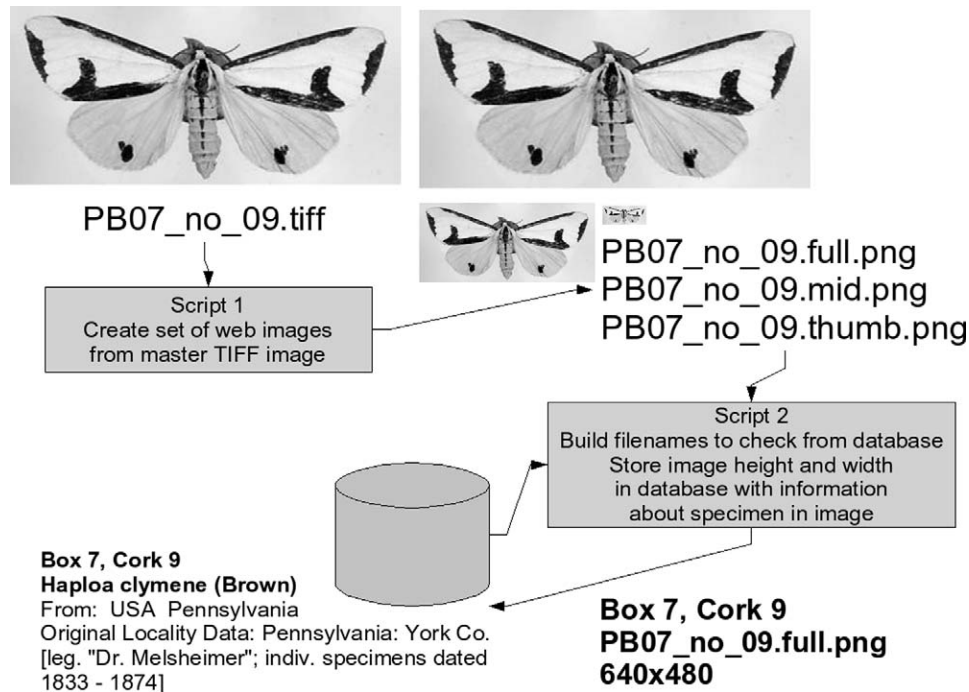 PB07_no_09.tiff
Script 1
Create set of web images
from master TIFF image
PB07_no_09.full.png
PB07_no_09.mid.png
PB07_no_09.thumb.png
Script 2
Build filenames to check from database
Store image height and width
in database with information
about specimen in image
Box 7, Cork 9
Haploa clymene (Brown)
From:  USA  Pennsylvania
Original Locality Data: Pennsylvania: York Co.
[leg. "Dr. Melsheimer"; indiv. specimens dated
1833 - 1874]
Box 7, Cork 9
PB07_no_09.full.png
640x480